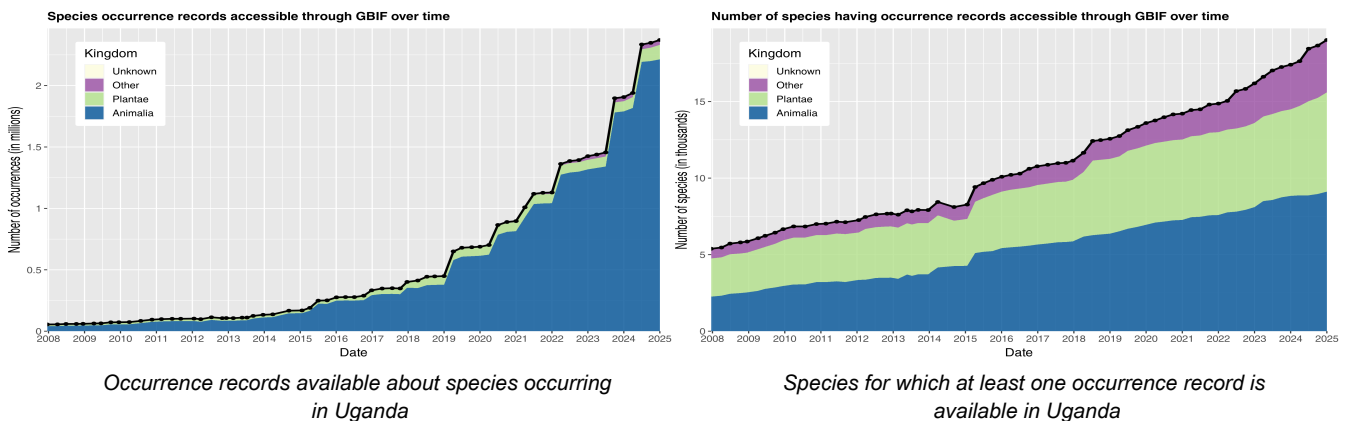 Species occurrence records accessible through GBIF over time
Number of occurrences (in millions)
2
1.5
1
0.5
0
Kingdom
Unknown
Other
Plantae
Animalia
2008 2009 2010 2011 2012 2013 2014 2015 2016 2017 2018 2019 2020 2021 2022 2023 2024 2025
Date
Occurrence records available about species occurring
in Uganda
Number of species having occurrence records accessible through GBIF over time
Number of species (in thousands)
15
10
5
0
Kingdom
Unknown
Other
Plantae
Animalia
2008 2009 2010 2011 2012 2013 2014 2015 2016 2017 2018 2019 2020 2021 2022 2023 2024 2025
Date
Species for which at least one occurrence record is
available in Uganda